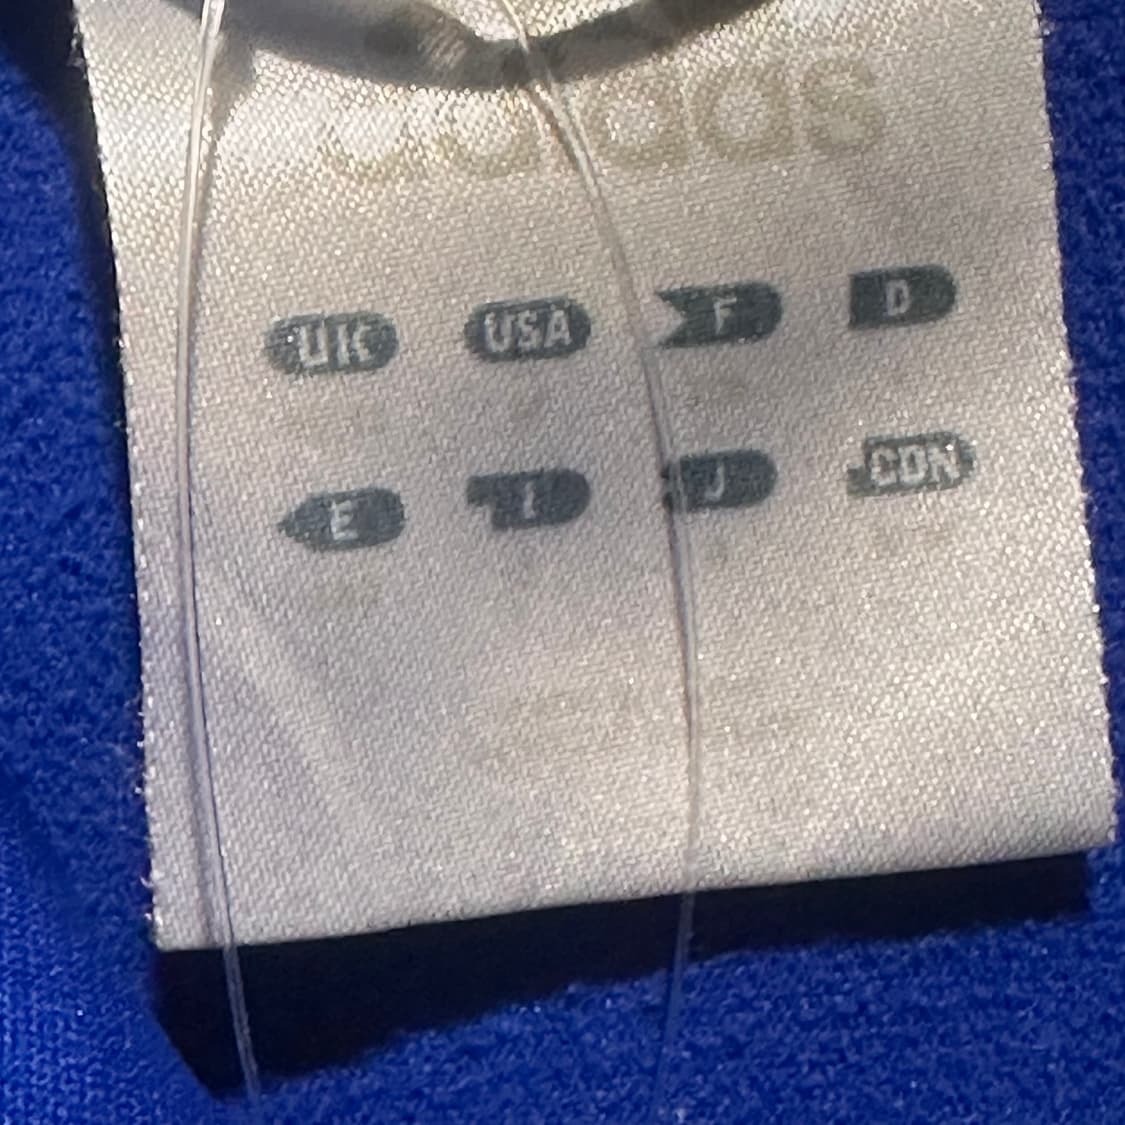 adidas
UK USA F D
E I J CDN